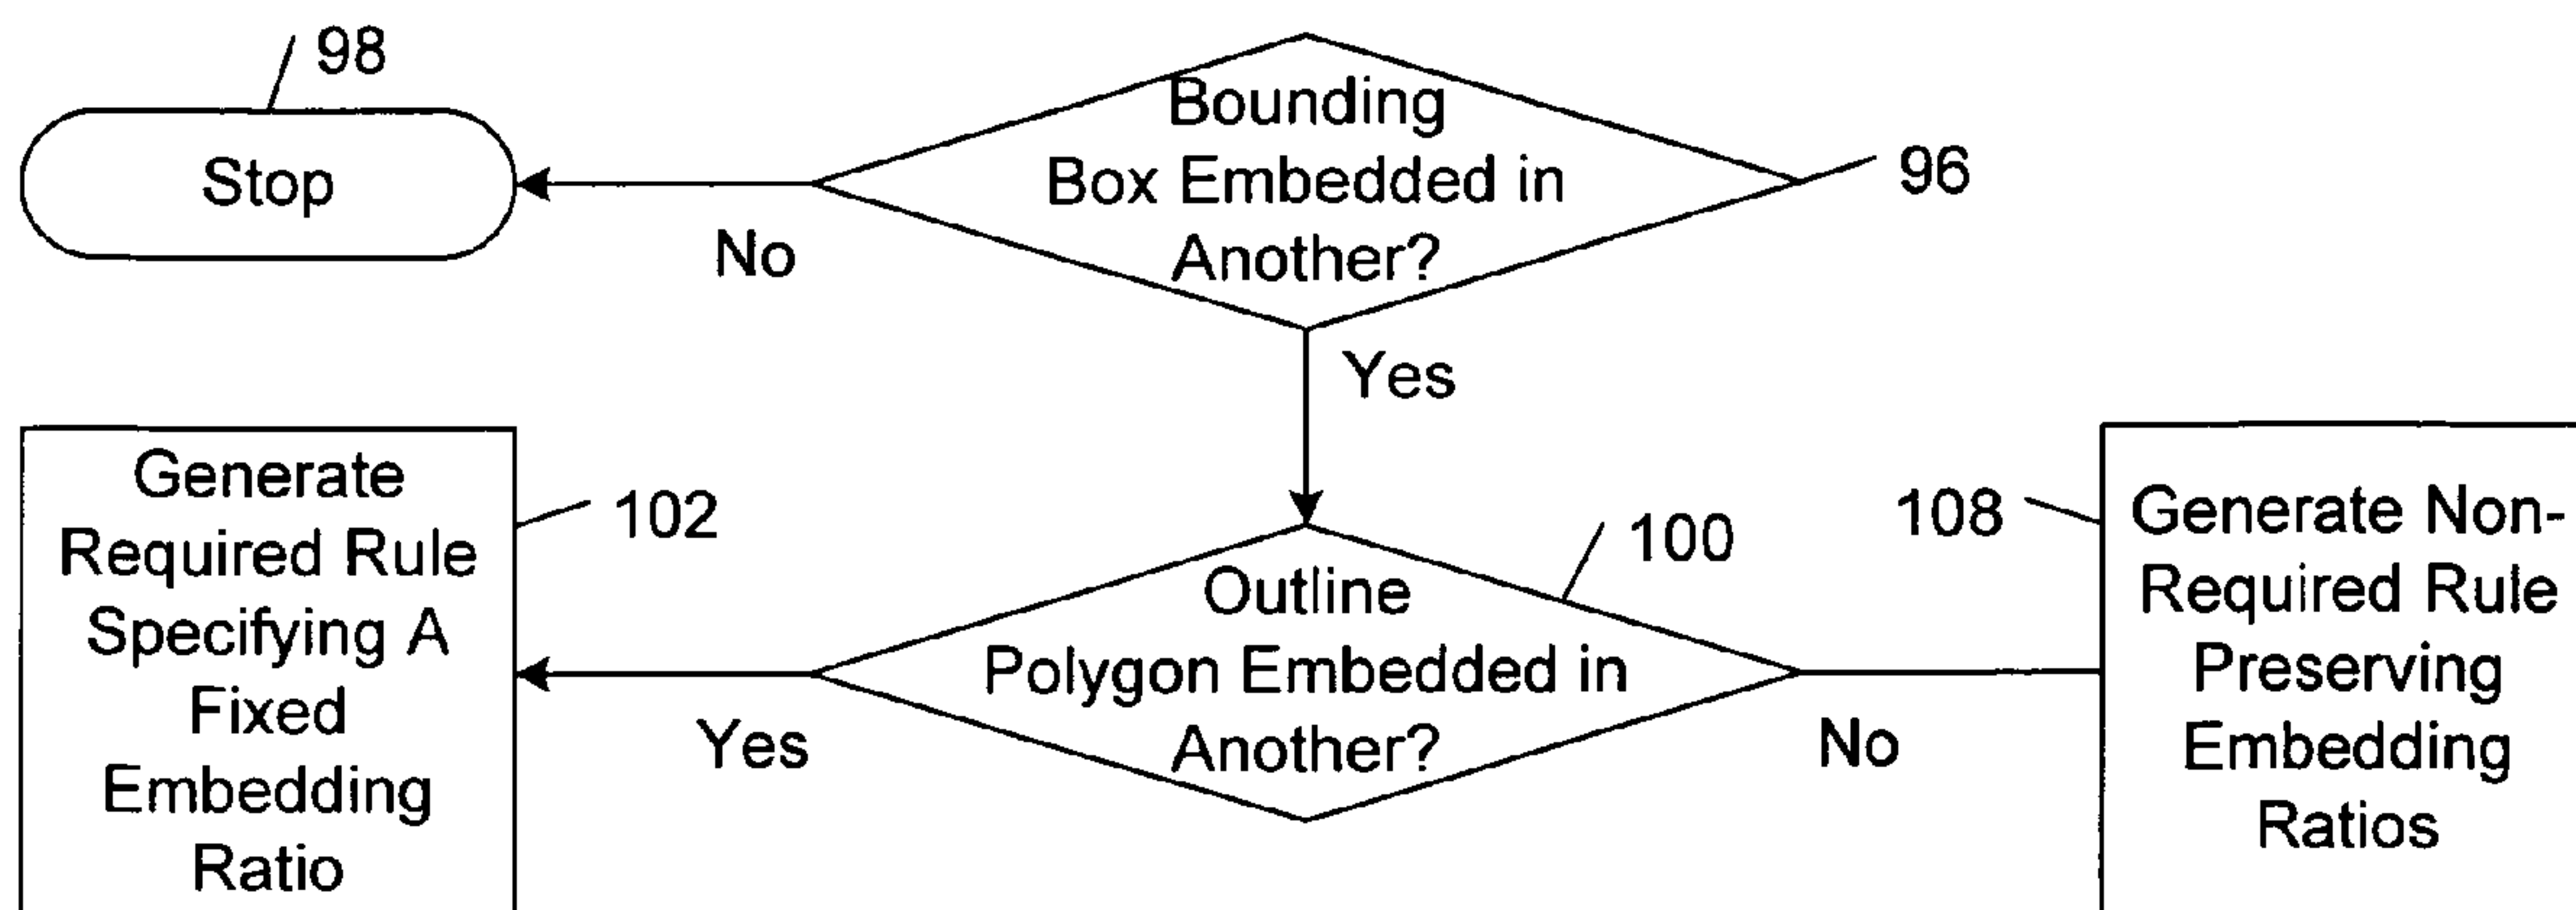 98
Stop
Bounding
Box Embedded in
Another?
96
No
Yes
Generate
Required Rule
Specifying A
Fixed
Embedding
Ratio
102
Outline
Polygon Embedded in
Another?
100
Yes
No
108
Generate Non-
Required Rule
Preserving
Embedding
Ratios